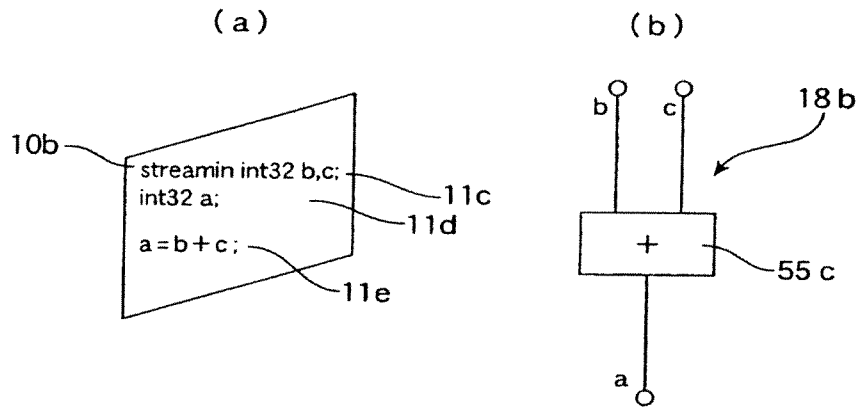 (a)
10b
streamin int32 b,c;
int32 a;
a=b+c;
11c
11d
11e
(b)
b
c
18b
+
55c
a